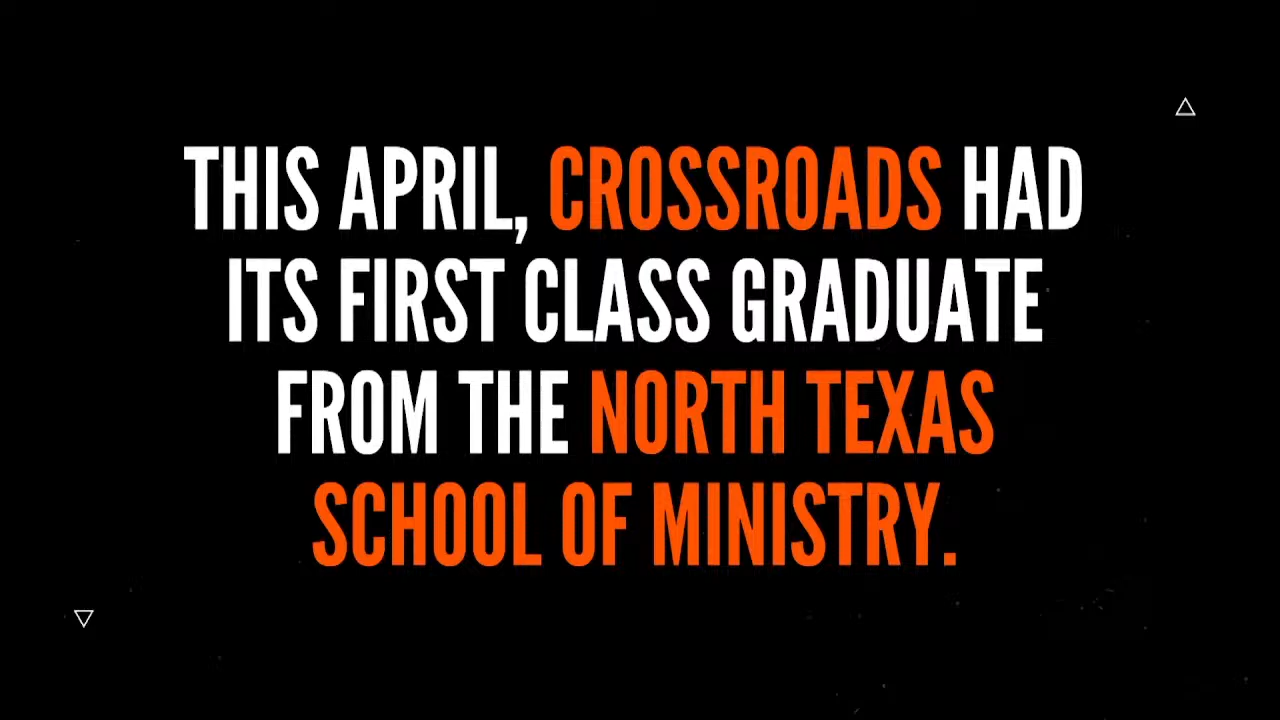 THIS APRIL, CROSSROADS HAD
ITS FIRST CLASS GRADUATE
FROM THE NORTH TEXAS
SCHOOL OF MINISTRY.